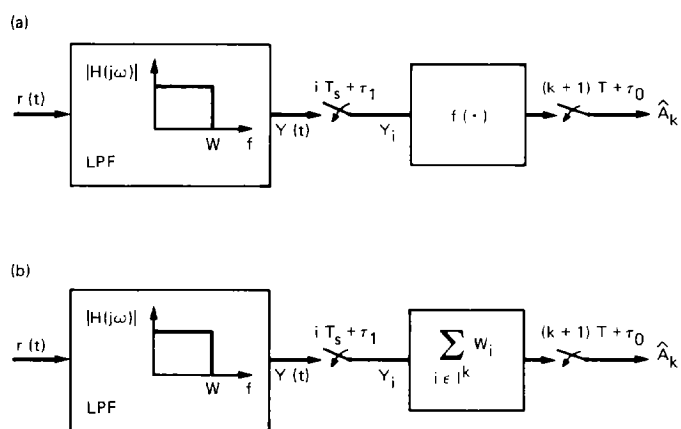 (a)
|H(jω)|
r(t)
W
f
LPF
Y(t)
i T_s + τ_1
Y_i
f(·)
(k + 1) T + τ_0
Â_k
(b)
|H(jω)|
r(t)
W
f
LPF
Y(t)
i T_s + τ_1
Y_i
∑ W_i
i ϵ I^k
(k + 1) T + τ_0
Â_k